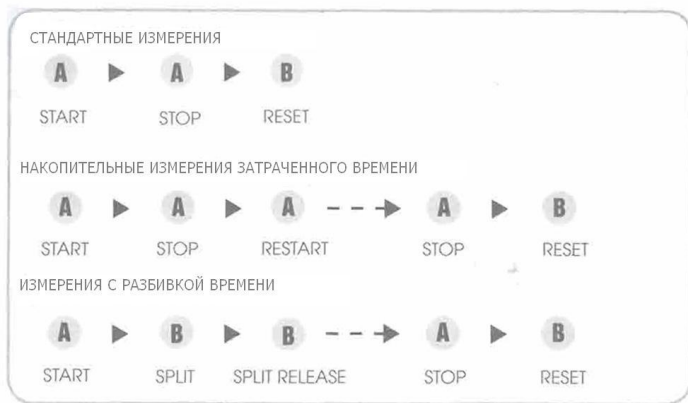 СТАНДАРТНЫЕ ИЗМЕРЕНИЯ
A A B
START STOP RESET
НАКОПИТЕЛЬНЫЕ ИЗМЕРЕНИЯ ЗАТРАЧЕННОГО ВРЕМЕНИ
A A A A B
START STOP RESTART STOP RESET
ИЗМЕРЕНИЯ С РАЗБИВКОЙ ВРЕМЕНИ
A B B A B
START SPLIT SPLIT RELEASE STOP RESET